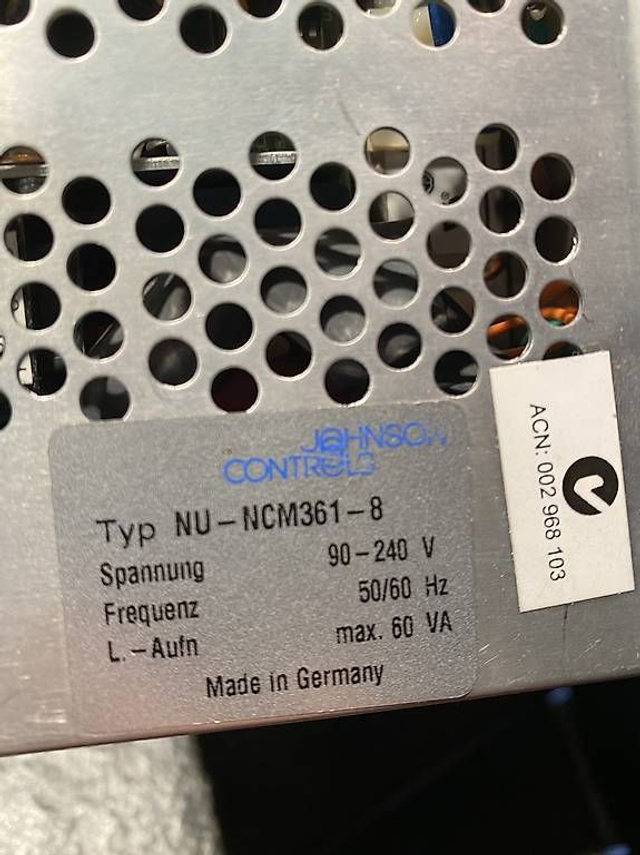 JOHNSON
CONTROLS
Typ NU-NCM361-8
Spannung 90-240 V
Frequenz 50/60 Hz
L.-Aufn max. 60 VA
Made in Germany
ACN: 002 968 103